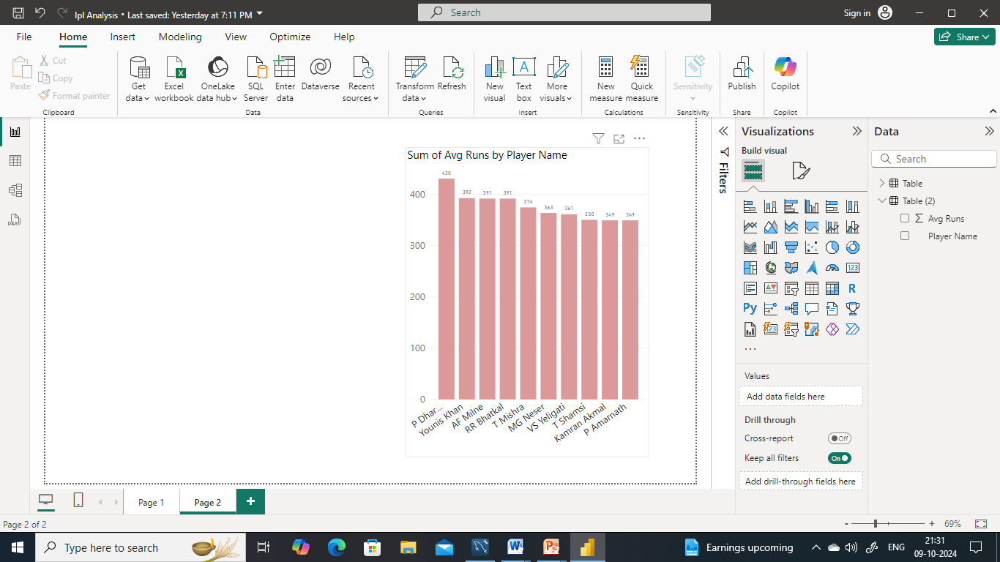 Ipl Analysis • Last saved: Yesterday at 7:11 PM
Search
Sign in
File Home Insert Modeling View Optimize Help
Share
Paste
Cut
Copy
Format painter
Clipboard
Get data
Excel workbook
OneLake data hub
SQL Server
Enter data
Dataverse
Recent sources
Data
Transform data
Refresh
Queries
New visual
Text box
More visuals
Insert
New measure
Quick measure
Calculations
Sensitivity
Sensitivity
Publish
Share
Copilot
Copilot
Sum of Avg Runs by Player Name
430 392 391 391 374 363 361 350 349 349
400
300
200
100
0
P Dhar...
Younis Khan
AF Milne
RR Bhatkal
T Mishra
MG Neser
VS Yeligati
T Shamsi
Kamran Akmal
P Amarnath
Filters
Visualizations
Build visual
123
R
Py
123
...
Values
Add data fields here
Drill through
Cross-report
Off
Keep all filters
On
Add drill-through fields here
Data
Search
Table
Table (2)
Σ Avg Runs
Player Name
DAX
Page 1
Page 2
+
Page 2 of 2
- + 69%
Type here to search
Earnings upcoming
ENG
21:31
09-10-2024